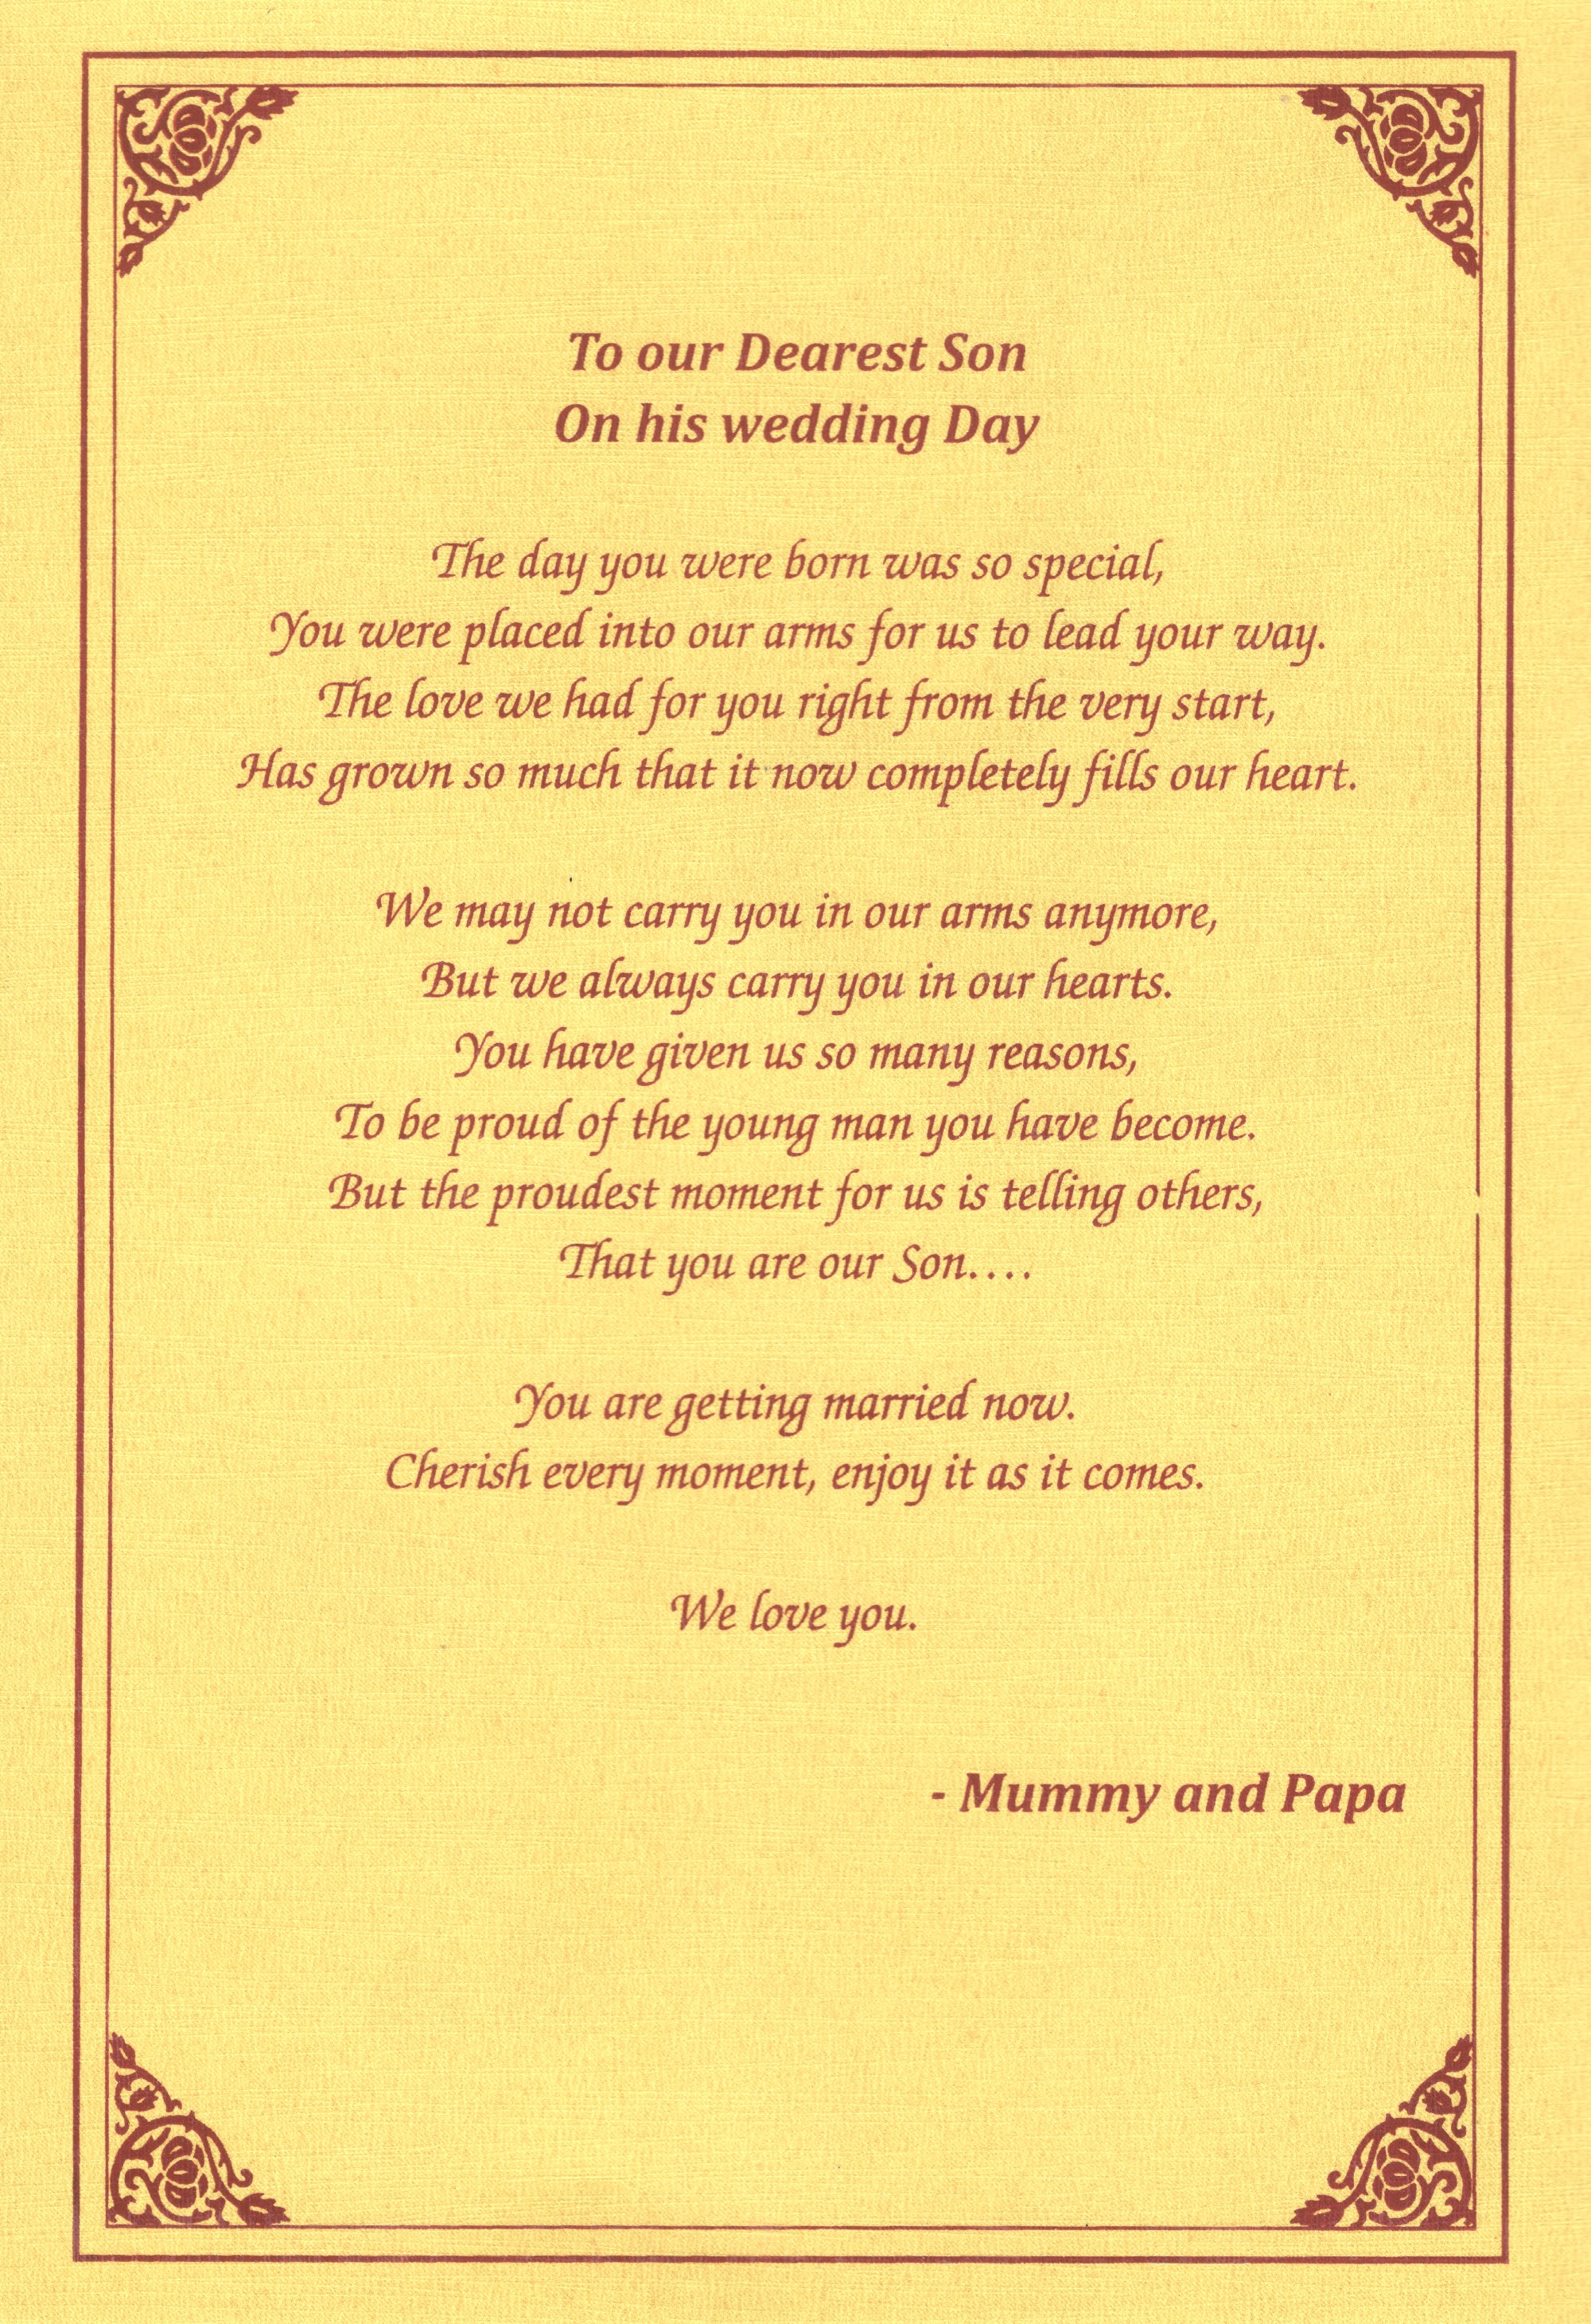 To our Dearest Son
On his wedding Day
The day you were born was so special,
You were placed into our arms for us to lead your way.
The love we had for you right from the very start,
Has grown so much that it now completely fills our heart.
We may not carry you in our arms anymore,
But we always carry you in our hearts.
You have given us so many reasons,
To be proud of the young man you have become.
But the proudest moment for us is telling others,
That you are our Son....
You are getting married now.
Cherish every moment, enjoy it as it comes.
We love you.
- Mummy and Papa